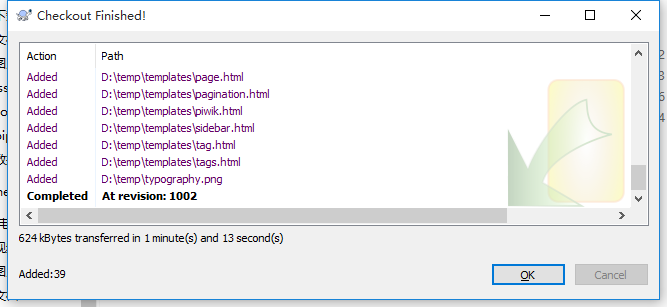 Checkout Finished!
Action Path
Added D:\temp\templates\page.html
Added D:\temp\templates\pagination.html
Added D:\temp\templates\piwik.html
Added D:\temp\templates\sidebar.html
Added D:\temp\templates\tag.html
Added D:\temp\templates\tags.html
Added D:\temp\typography.png
Completed At revision: 1002
624 kBytes transferred in 1 minute(s) and 13 second(s)
Added:39
OK Cancel